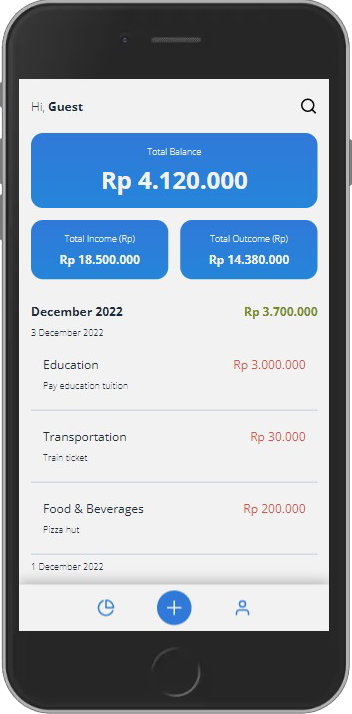 Hi, Guest
Total Balance
Rp 4.120.000
Total Income (Rp)
Rp 18.500.000
Total Outcome (Rp)
Rp 14.380.000
December 2022
Rp 3.700.000
3 December 2022
Education
Rp 3.000.000
Pay education tuition
Transportation
Rp 30.000
Train ticket
Food & Beverages
Rp 200.000
Pizza hut
1 December 2022